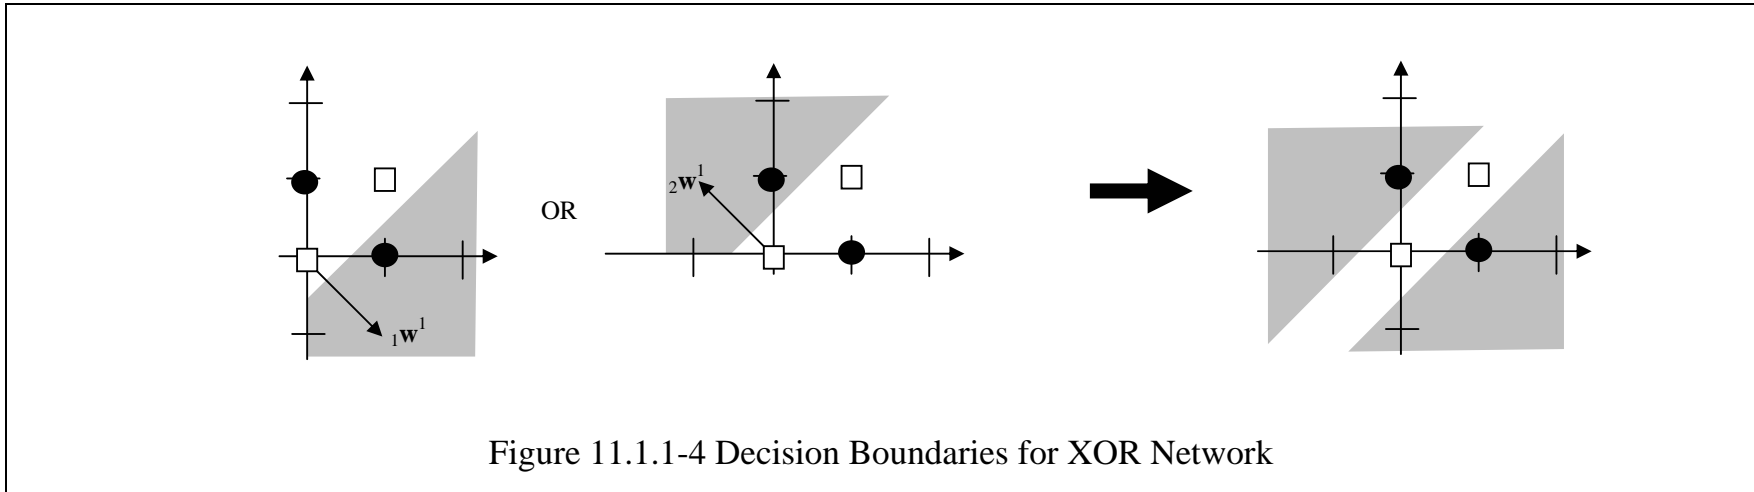 ₂w¹
OR
₁w¹
Figure 11.1.1-4 Decision Boundaries for XOR Network